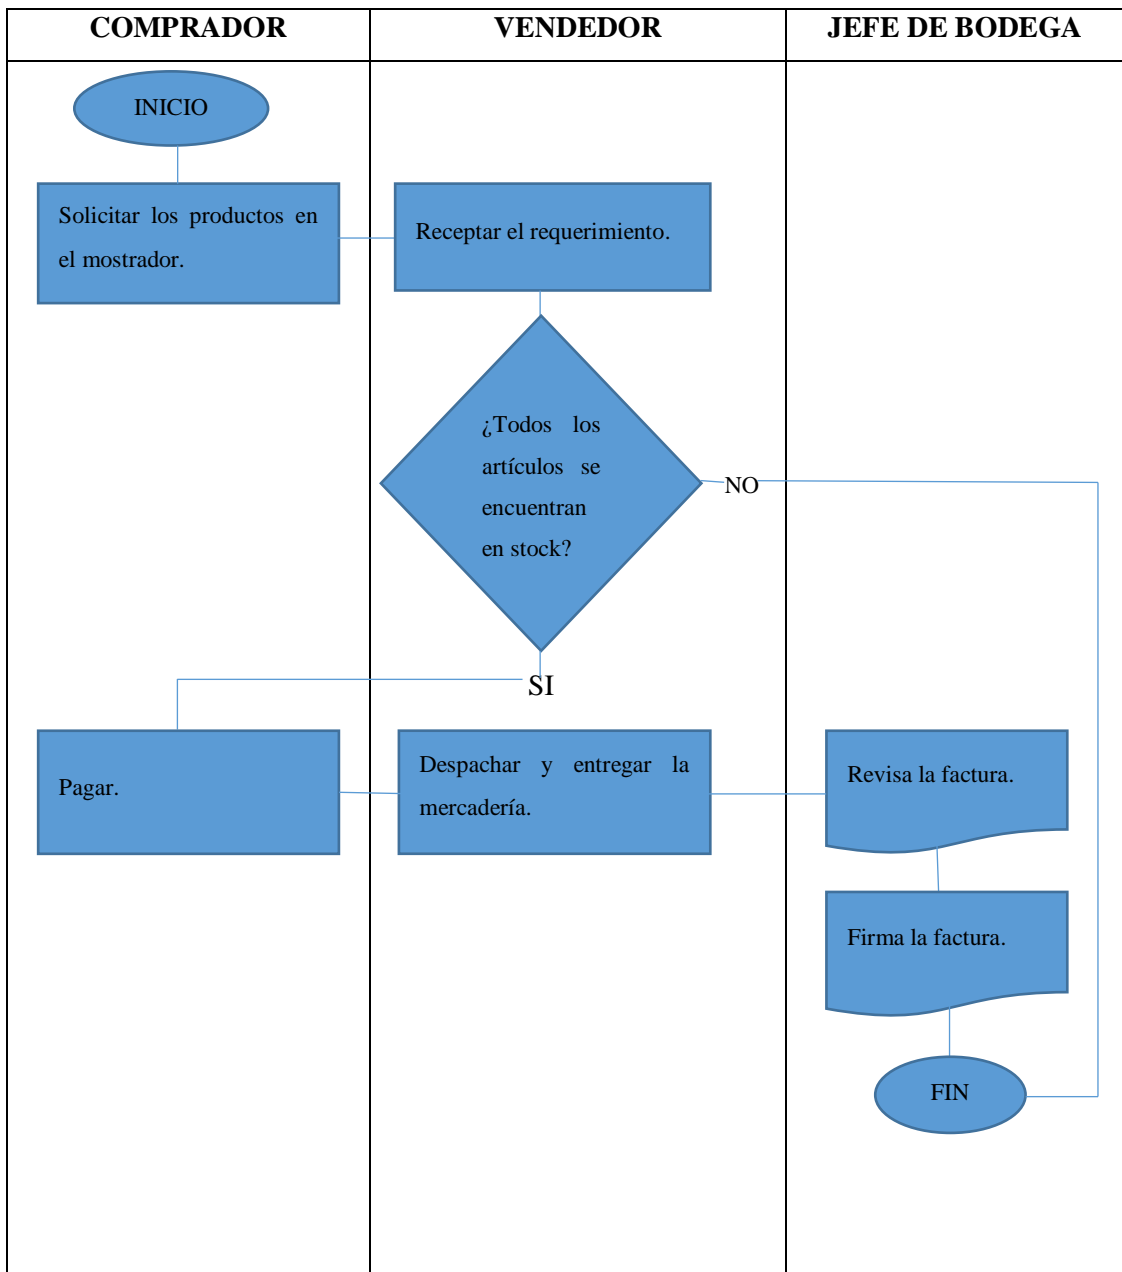 COMPRADOR
VENDEDOR
JEFE DE BODEGA
INICIO
Solicitar los productos en
el mostrador.
Receptar el requerimiento.
¿Todos los
artículos se
encuentran
en stock?
NO
SI
Pagar.
Despachar y entregar la
mercadería.
Revisa la factura.
Firma la factura.
FIN